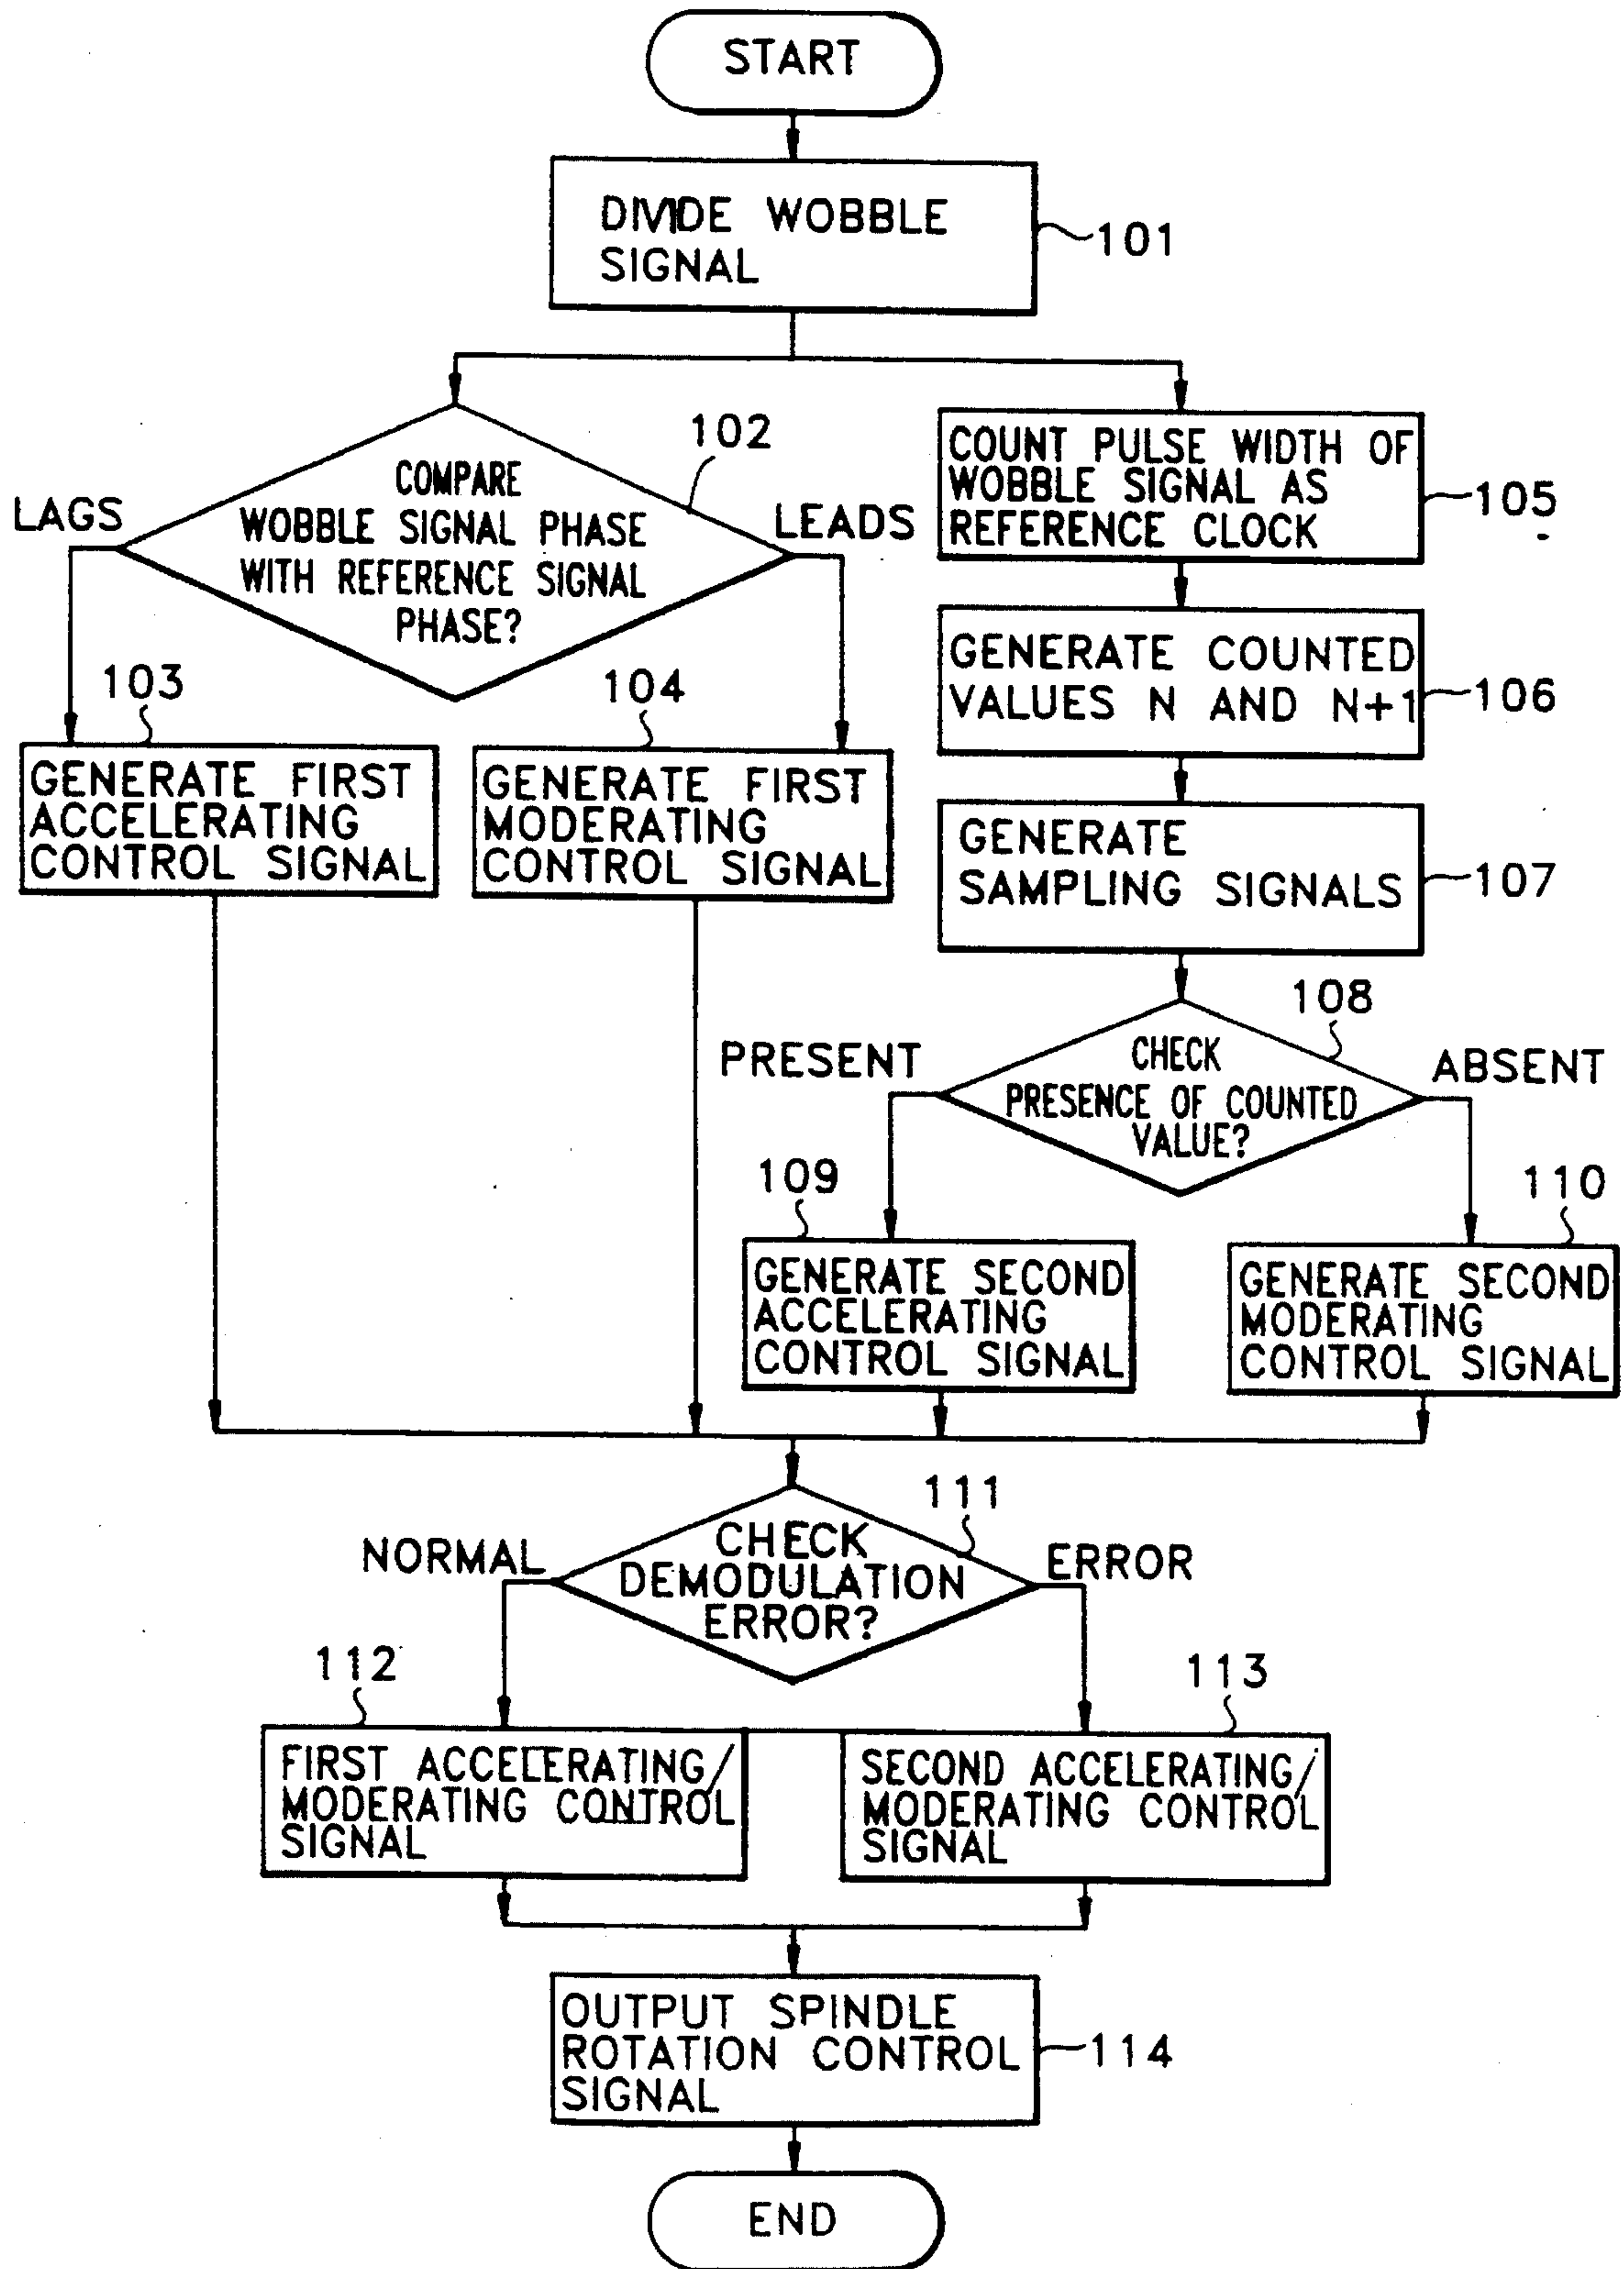 START
DIVIDE WOBBLE
SIGNAL
101
102
COMPARE
WOBBLE SIGNAL PHASE
WITH REFERENCE SIGNAL
PHASE?
LAGS
LEADS
103
GENERATE FIRST
ACCELERATING
CONTROL SIGNAL
104
GENERATE FIRST
MODERATING
CONTROL SIGNAL
COUNT PULSE WIDTH OF
WOBBLE SIGNAL AS
REFERENCE CLOCK
105
GENERATE COUNTED
VALUES N AND N+1
106
GENERATE
SAMPLING SIGNALS
107
108
CHECK
PRESENCE OF COUNTED
VALUE?
PRESENT
ABSENT
109
GENERATE SECOND
ACCELERATING
CONTROL SIGNAL
110
GENERATE SECOND
MODERATING
CONTROL SIGNAL
111
CHECK
DEMODULATION
ERROR?
NORMAL
ERROR
112
FIRST ACCELERATING/
MODERATING CONTROL
SIGNAL
113
SECOND ACCELERATING/
MODERATING CONTROL
SIGNAL
OUTPUT SPINDLE
ROTATION CONTROL
SIGNAL
114
END